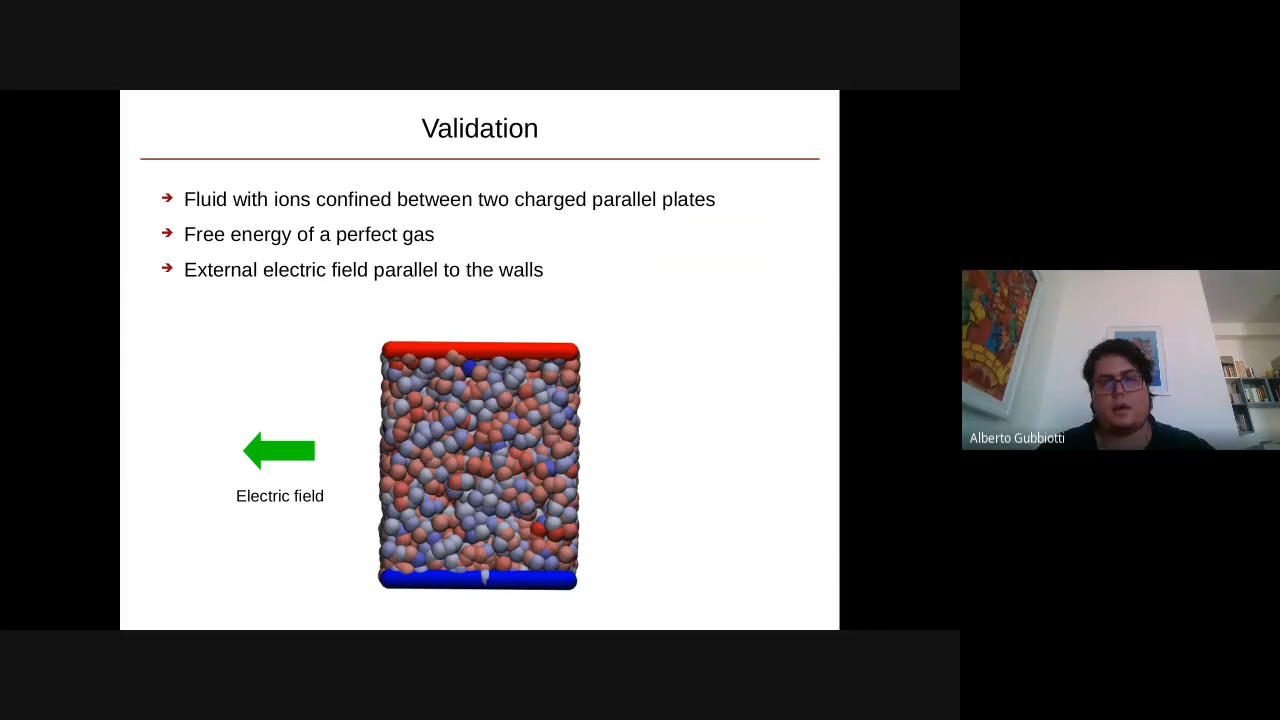 Validation
➔ Fluid with ions confined between two charged parallel plates
➔ Free energy of a perfect gas
➔ External electric field parallel to the walls
Electric field
Alberto Gubbiotti